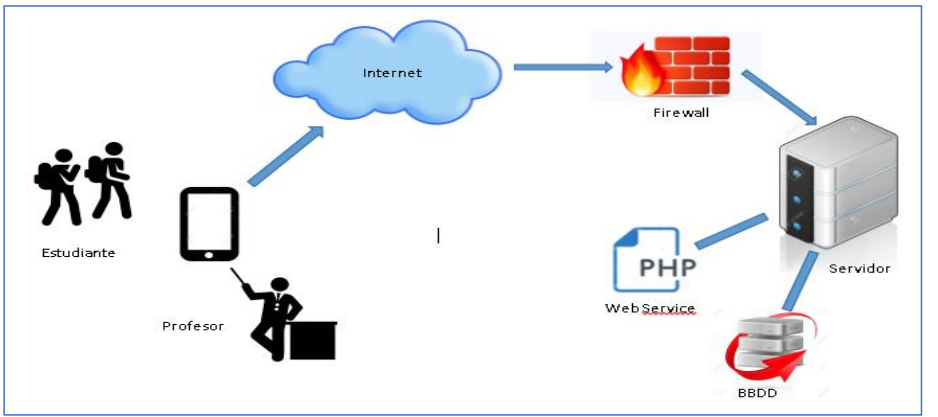 Internet
Firewall
Estudiante
Profesor
PHP
WebService
Servidor
BBDD